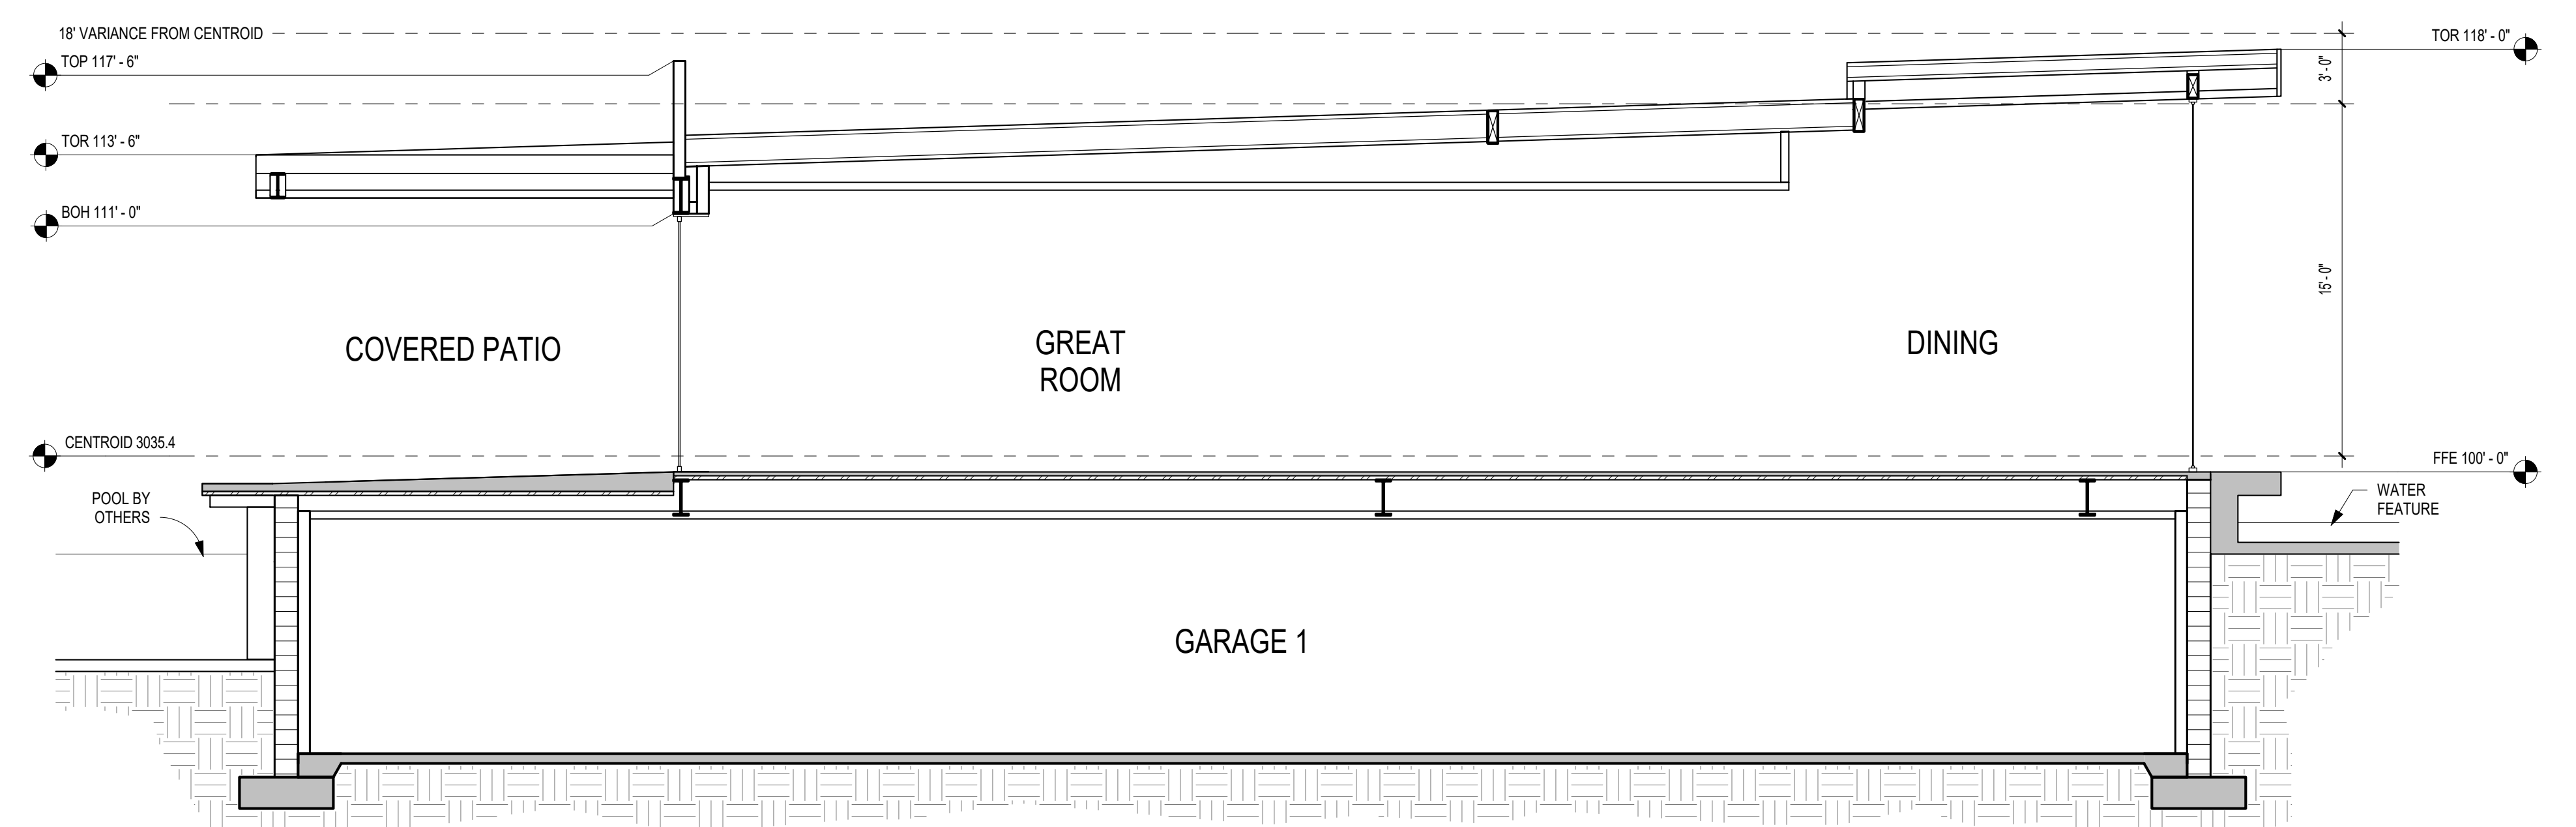 18' VARIANCE FROM CENTROID
TOP 117' - 6"
TOR 118' - 0"
3' - 0"
TOR 113' - 6"
BOH 111' - 0"
15' - 0"
COVERED PATIO
GREAT
ROOM
DINING
CENTROID 3035.4
FFE 100' - 0"
POOL BY
OTHERS
WATER
FEATURE
GARAGE 1